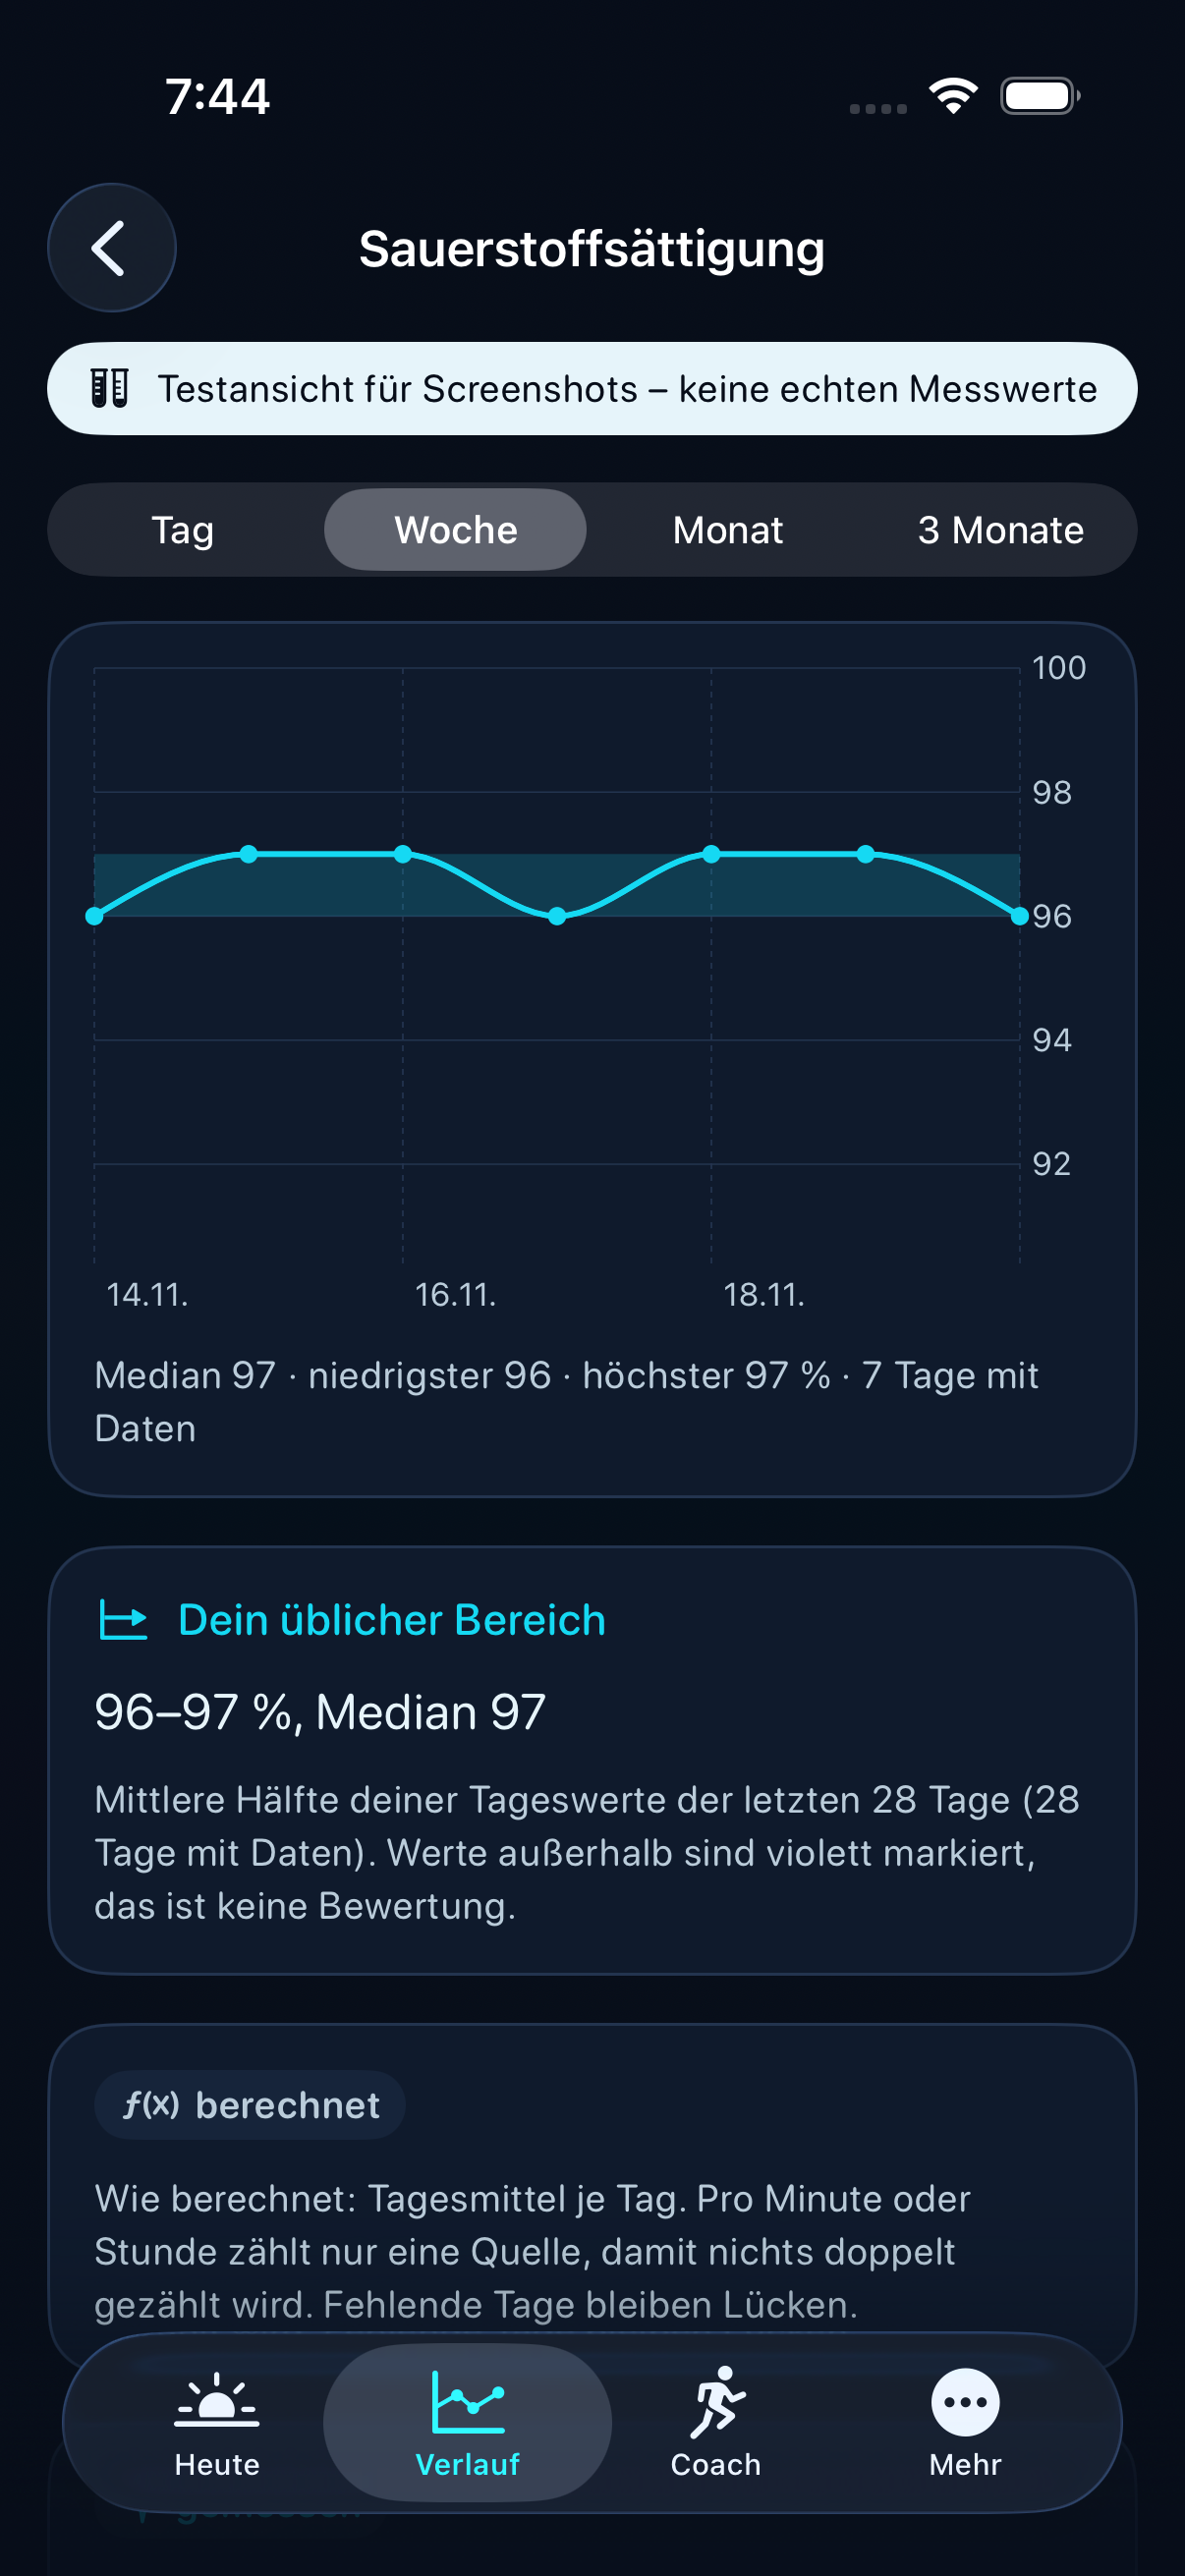 7:44
Sauerstoffsättigung
Testansicht für Screenshots – keine echten Messwerte
Tag Woche Monat 3 Monate
100
98
96
94
92
14.11. 16.11. 18.11.
Median 97 · niedrigster 96 · höchster 97 % · 7 Tage mit
Daten
Dein üblicher Bereich
96–97 %, Median 97
Mittlere Hälfte deiner Tageswerte der letzten 28 Tage (28
Tage mit Daten). Werte außerhalb sind violett markiert,
das ist keine Bewertung.
f(x) berechnet
Wie berechnet: Tagesmittel je Tag. Pro Minute oder
Stunde zählt nur eine Quelle, damit nichts doppelt
gezählt wird. Fehlende Tage bleiben Lücken.
Heute Verlauf Coach Mehr